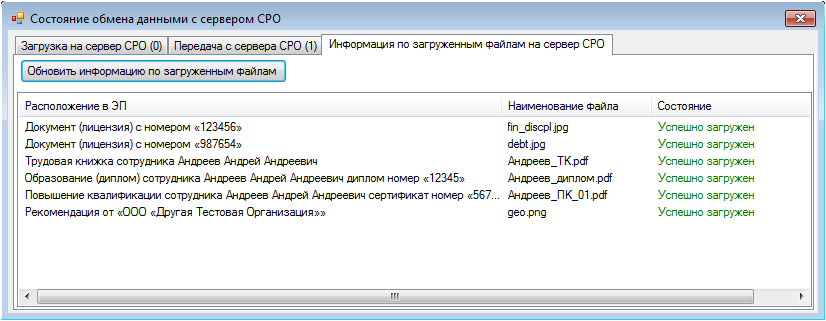 Состояние обмена данными с сервером СРО
Загрузка на сервер СРО (0) Передача с сервера СРО (1) Информация по загруженным файлам на сервер СРО
Обновить информацию по загруженным файлам
Расположение в ЭП Наименование файла Состояние
Документ (лицензия) с номером «123456» fin_discpl.jpg Успешно загружен
Документ (лицензия) с номером «987654» debt.jpg Успешно загружен
Трудовая книжка сотрудника Андреев Андрей Андреевич Андреев_ТК.pdf Успешно загружен
Образование (диплом) сотрудника Андреев Андрей Андреевич диплом номер «12345» Андреев_диплом.pdf Успешно загружен
Повышение квалификации сотрудника Андреев Андрей Андреевич сертификат номер «567... Андреев_ПК_01.pdf Успешно загружен
Рекомендация от «ООО «Другая Тестовая Организация»» geo.png Успешно загружен